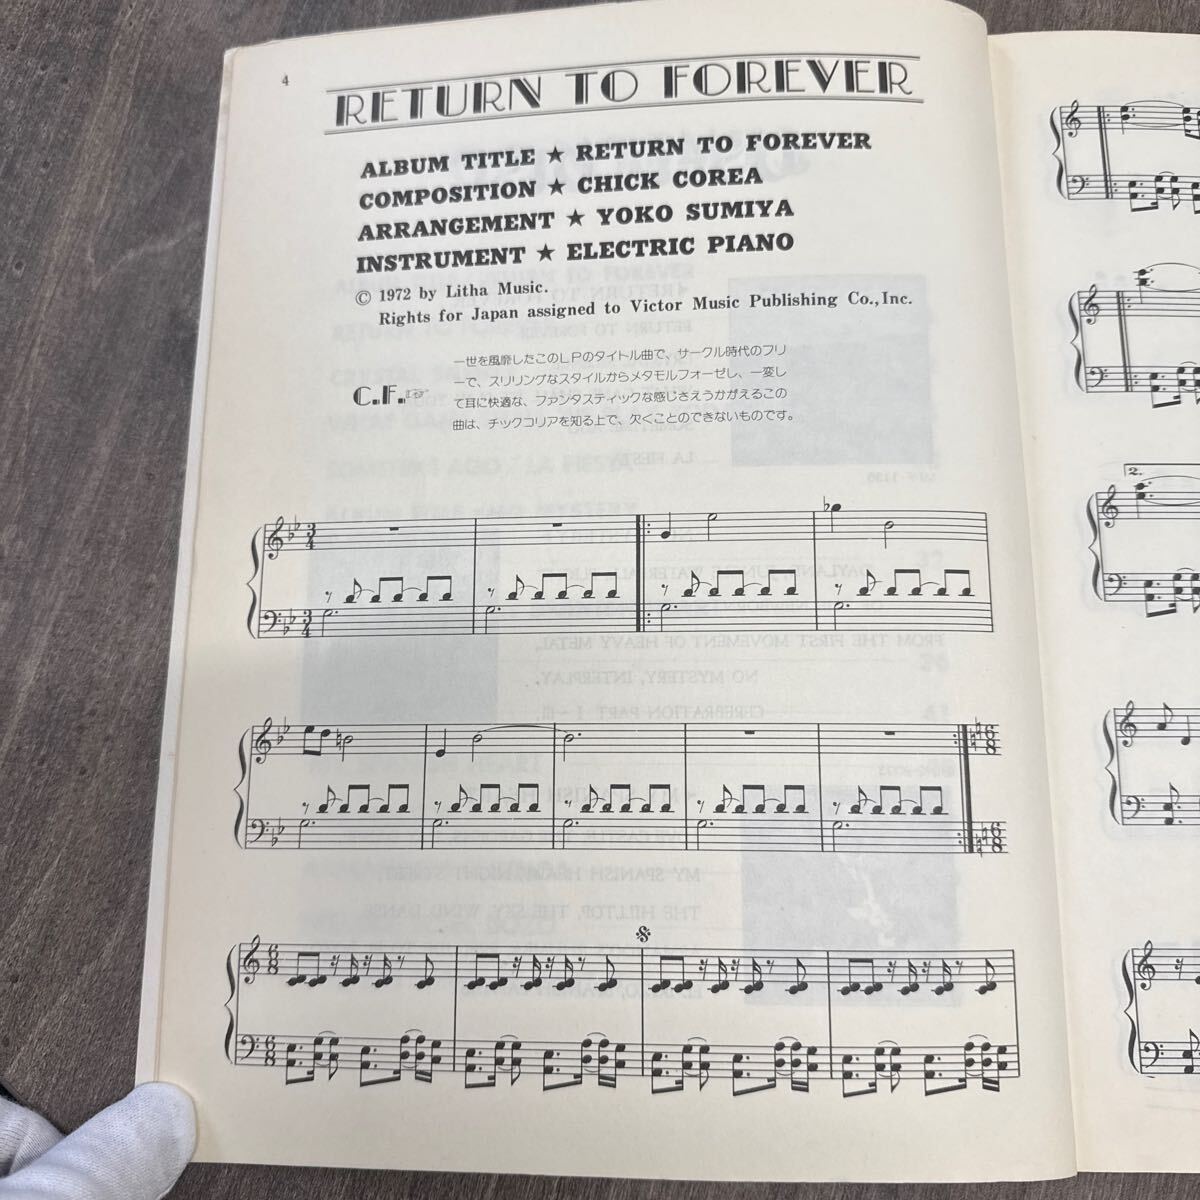 4
RETURN TO FOREVER
ALBUM TITLE ★ RETURN TO FOREVER
COMPOSITION ★ CHICK COREA
ARRANGEMENT ★ YOKO SUMIYA
INSTRUMENT ★ ELECTRIC PIANO
© 1972 by Litha Music.
Rights for Japan assigned to Victor Music Publishing Co., Inc.
C.F.☞
一世を風靡したこのLPのタイトル曲で、サークル時代のフリ
ーで、スリリングなスタイルからメタモルフォーゼし、一変し
て耳に快適な、ファンタスティックな感じさえうかがえるこの
曲は、チックコリアを知る上で、欠くことのできないものです。
2.